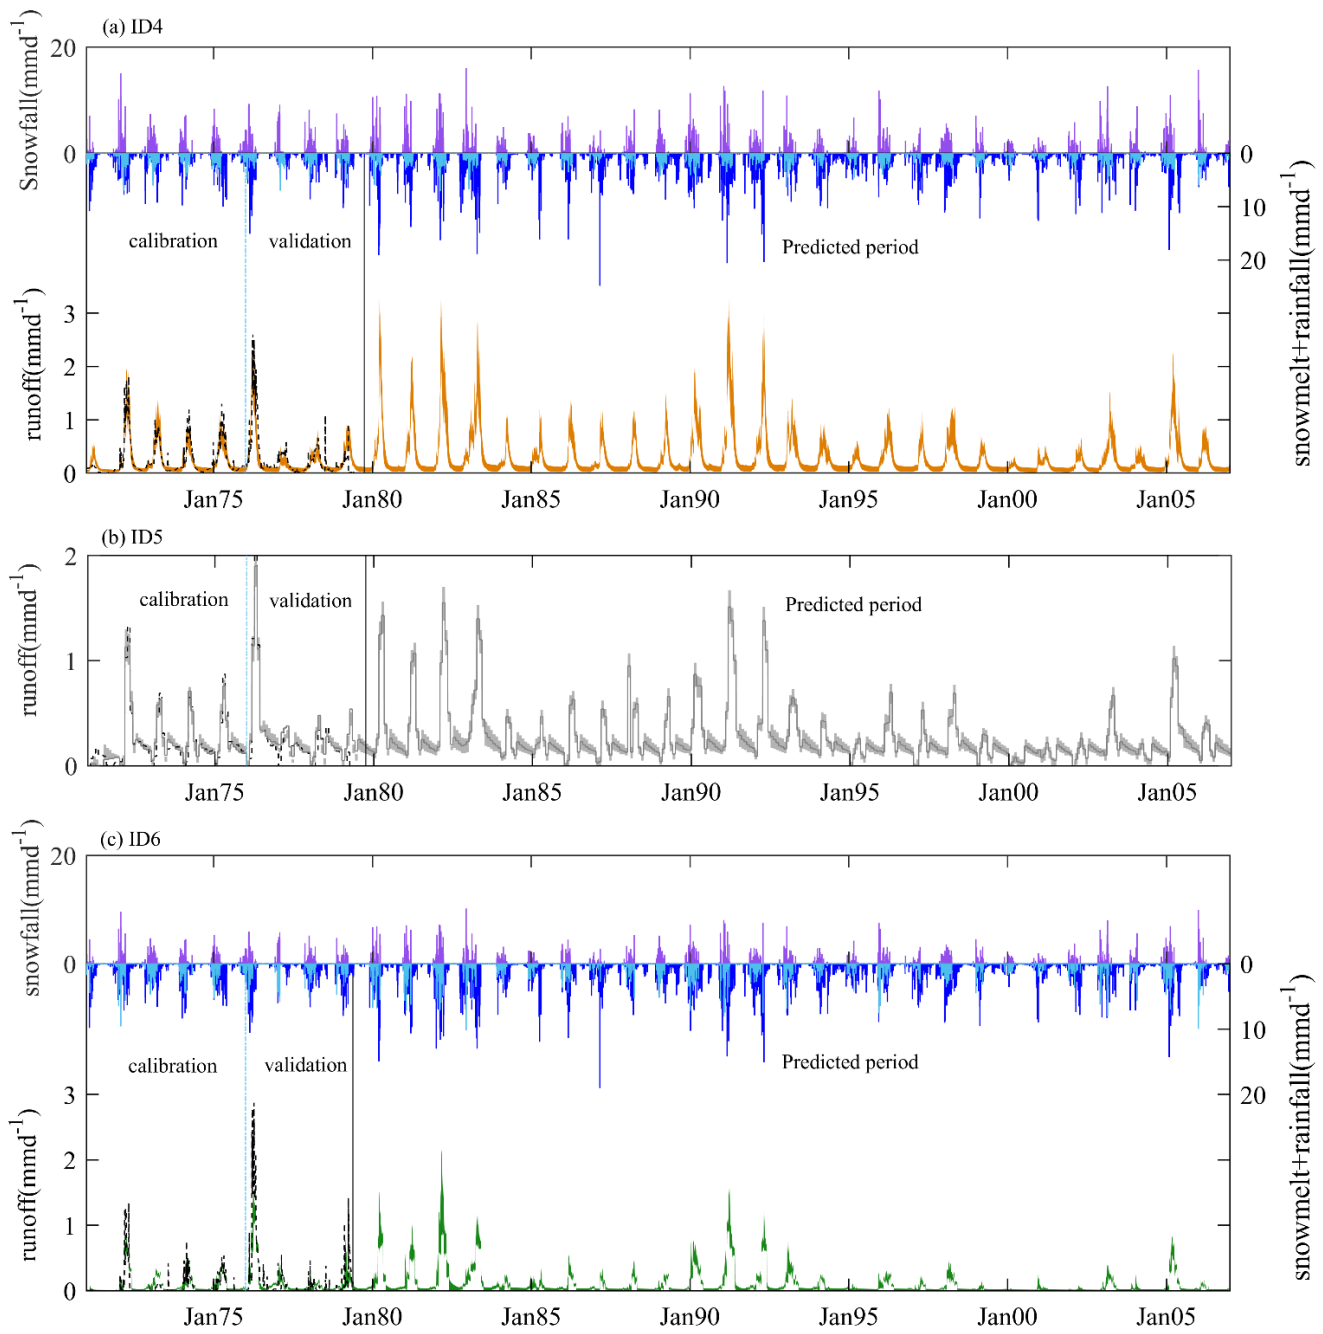 (a) ID4
Snowfall(mmd⁻¹)
20
0
0
10
20
snowmelt+rainfall(mmd⁻¹)
calibration
validation
Predicted period
runoff(mmd⁻¹)
3
2
1
0
Jan75 Jan80 Jan85 Jan90 Jan95 Jan00 Jan05
(b) ID5
runoff(mmd⁻¹)
2
1
0
calibration
validation
Predicted period
Jan75 Jan80 Jan85 Jan90 Jan95 Jan00 Jan05
(c) ID6
snowfall(mmd⁻¹)
20
0
0
10
20
snowmelt+rainfall(mmd⁻¹)
calibration
validation
Predicted period
runoff(mmd⁻¹)
3
2
1
0
Jan75 Jan80 Jan85 Jan90 Jan95 Jan00 Jan05